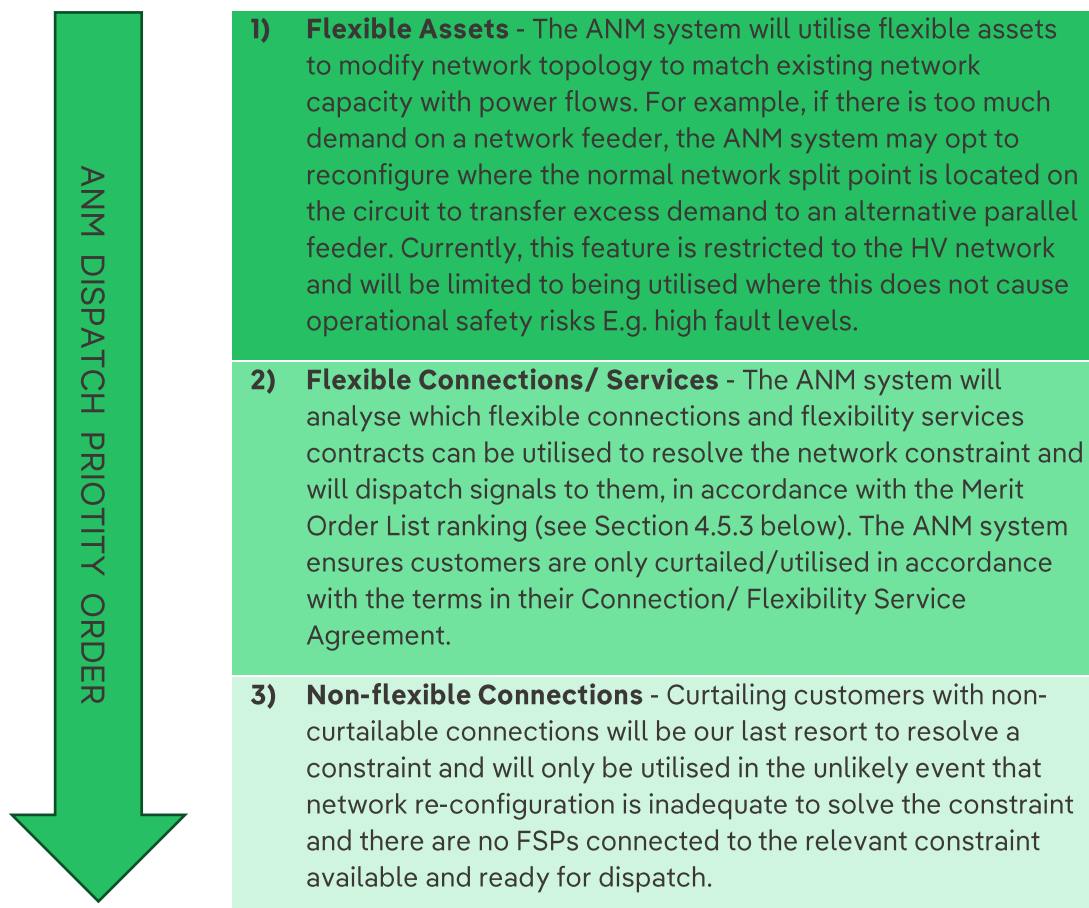 ANM DISPATCH PRIOTITY ORDER
1) Flexible Assets - The ANM system will utilise flexible assets
to modify network topology to match existing network
capacity with power flows. For example, if there is too much
demand on a network feeder, the ANM system may opt to
reconfigure where the normal network split point is located on
the circuit to transfer excess demand to an alternative parallel
feeder. Currently, this feature is restricted to the HV network
and will be limited to being utilised where this does not cause
operational safety risks E.g. high fault levels.
2) Flexible Connections/ Services - The ANM system will
analyse which flexible connections and flexibility services
contracts can be utilised to resolve the network constraint and
will dispatch signals to them, in accordance with the Merit
Order List ranking (see Section 4.5.3 below). The ANM system
ensures customers are only curtailed/utilised in accordance
with the terms in their Connection/ Flexibility Service
Agreement.
3) Non-flexible Connections - Curtailing customers with non-
curtailable connections will be our last resort to resolve a
constraint and will only be utilised in the unlikely event that
network re-configuration is inadequate to solve the constraint
and there are no FSPs connected to the relevant constraint
available and ready for dispatch.